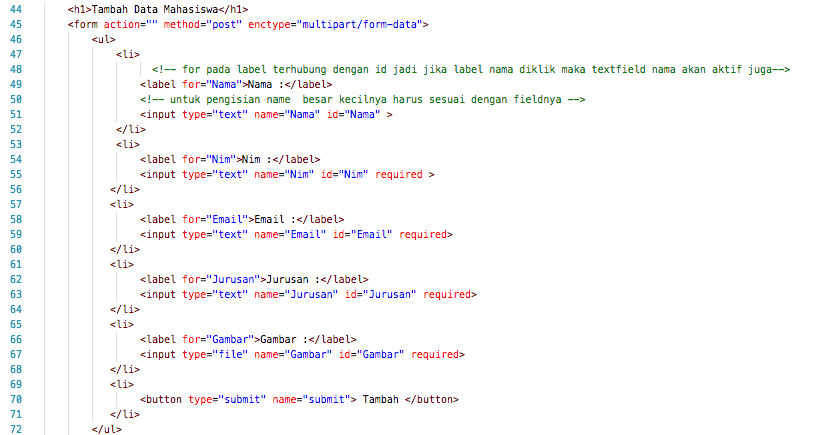 44 <h1>Tambah Data Mahasiswa</h1>
45 <form action="" method="post" enctype="multipart/form-data">
46 <ul>
47 <li>
48 <!-- for pada label terhubung dengan id jadi jika label nama diklik maka textfield nama akan aktif juga-->
49 <label for="Nama">Nama :</label>
50 <!-- untuk pengisian name  besar kecilnya harus sesuai dengan fieldnya -->
51 <input type="text" name="Nama" id="Nama" >
52 </li>
53 <li>
54 <label for="Nim">Nim :</label>
55 <input type="text" name="Nim" id="Nim" required >
56 </li>
57 <li>
58 <label for="Email">Email :</label>
59 <input type="text" name="Email" id="Email" required>
60 </li>
61 <li>
62 <label for="Jurusan">Jurusan :</label>
63 <input type="text" name="Jurusan" id="Jurusan" required>
64 </li>
65 <li>
66 <label for="Gambar">Gambar :</label>
67 <input type="file" name="Gambar" id="Gambar" required>
68 </li>
69 <li>
70 <button type="submit" name="submit"> Tambah </button>
71 </li>
72 </ul>